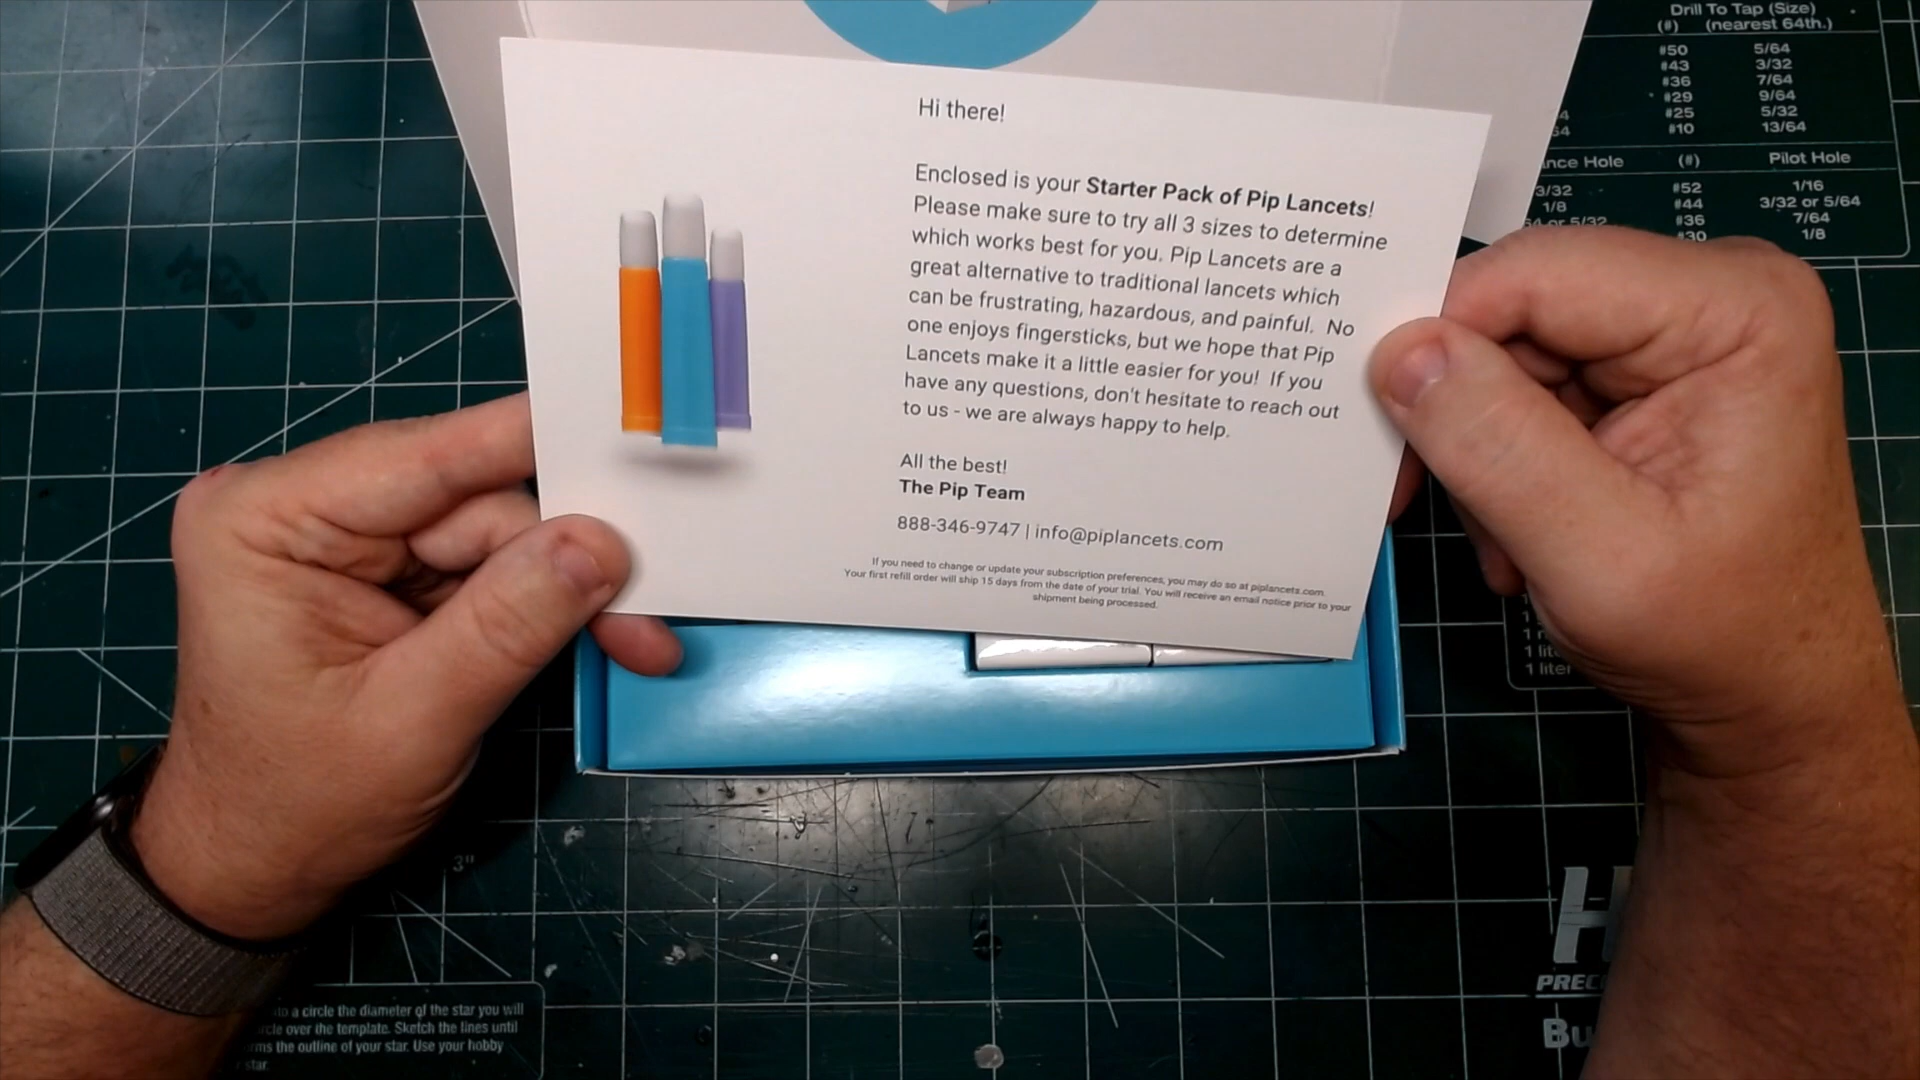 Hi there!
Enclosed is your Starter Pack of Pip Lancets!
Please make sure to try all 3 sizes to determine
which works best for you. Pip Lancets are a
great alternative to traditional lancets which
can be frustrating, hazardous, and painful. No
one enjoys fingersticks, but we hope that Pip
Lancets make it a little easier for you! If you
have any questions, don't hesitate to reach out
to us - we are always happy to help.
All the best!
The Pip Team
888-346-9747 | info@piplancets.com
If you need to change or update your subscription preferences, you may do so at piplancets.com.
Your first refill order will ship 15 days from the date of your trial. You will receive an email notice prior to your
shipment being processed.
Drill To Tap (Size)
(#) (nearest 64th.)
#50 5/64
#43 3/32
#36 7/64
#29 9/64
#25 5/32
#10 13/64
Hole (#) Pilot Hole
3/32 #52 1/16
1/8 #44 3/32 or 5/64
or 5/32 #36 7/64
#30 1/8
1 liter
3"
a circle the diameter of the star you will
over the template. Sketch the lines until
the outline of your star. Use your hobby
star.